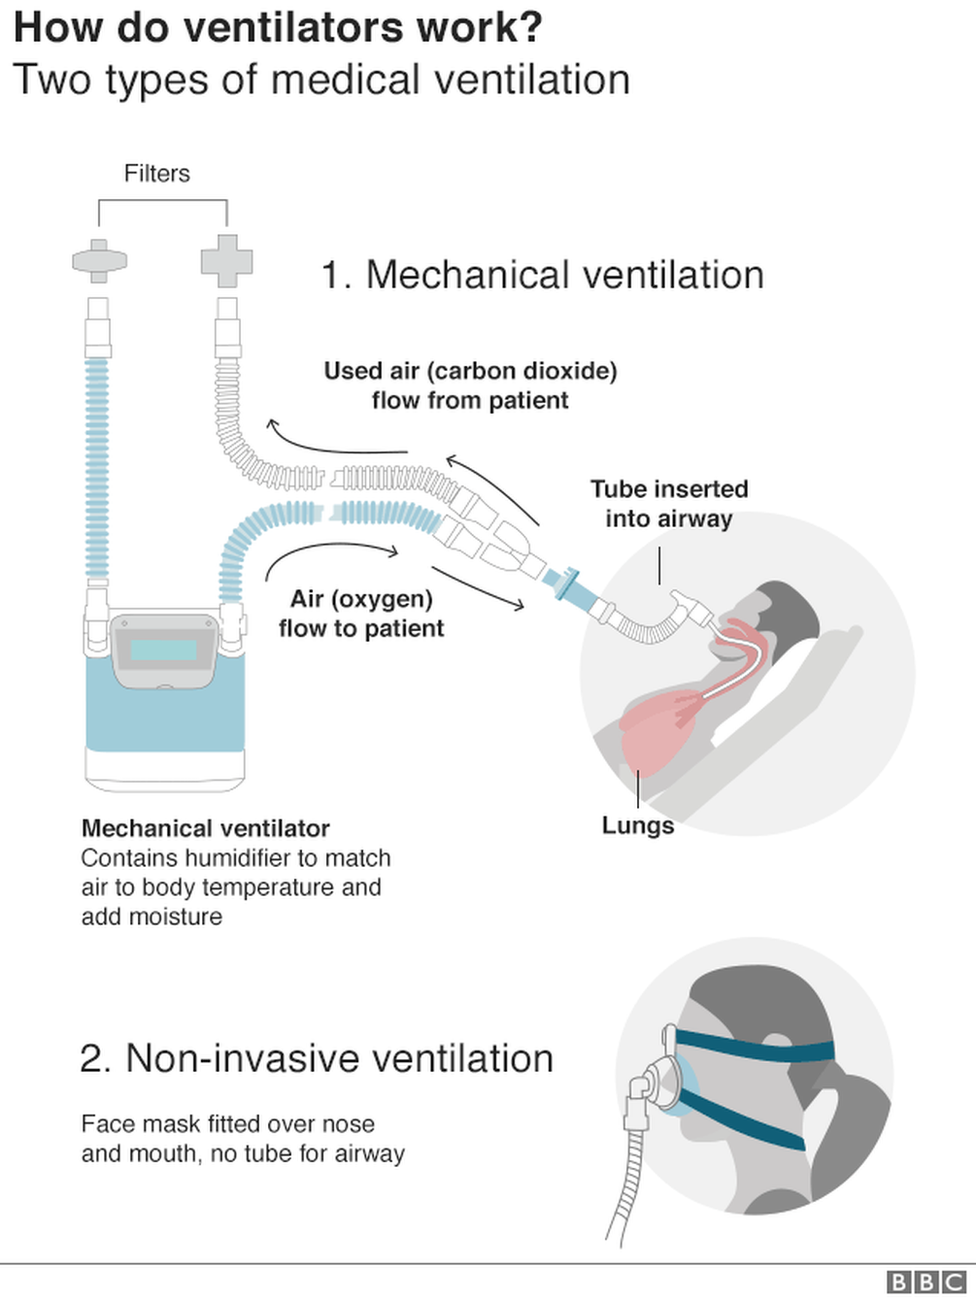 How do ventilators work?
Two types of medical ventilation
Filters
1. Mechanical ventilation
Used air (carbon dioxide)
flow from patient
Tube inserted
into airway
Air (oxygen)
flow to patient
Lungs
Mechanical ventilator
Contains humidifier to match
air to body temperature and
add moisture
2. Non-invasive ventilation
Face mask fitted over nose
and mouth, no tube for airway
BBC